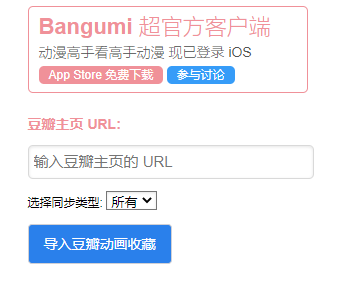 Bangumi 超官方客户端
动漫高手看高手动漫 现已登录 iOS
App Store 免费下载 参与讨论
豆瓣主页 URL:
输入豆瓣主页的 URL
选择同步类型: 所有
导入豆瓣动画收藏